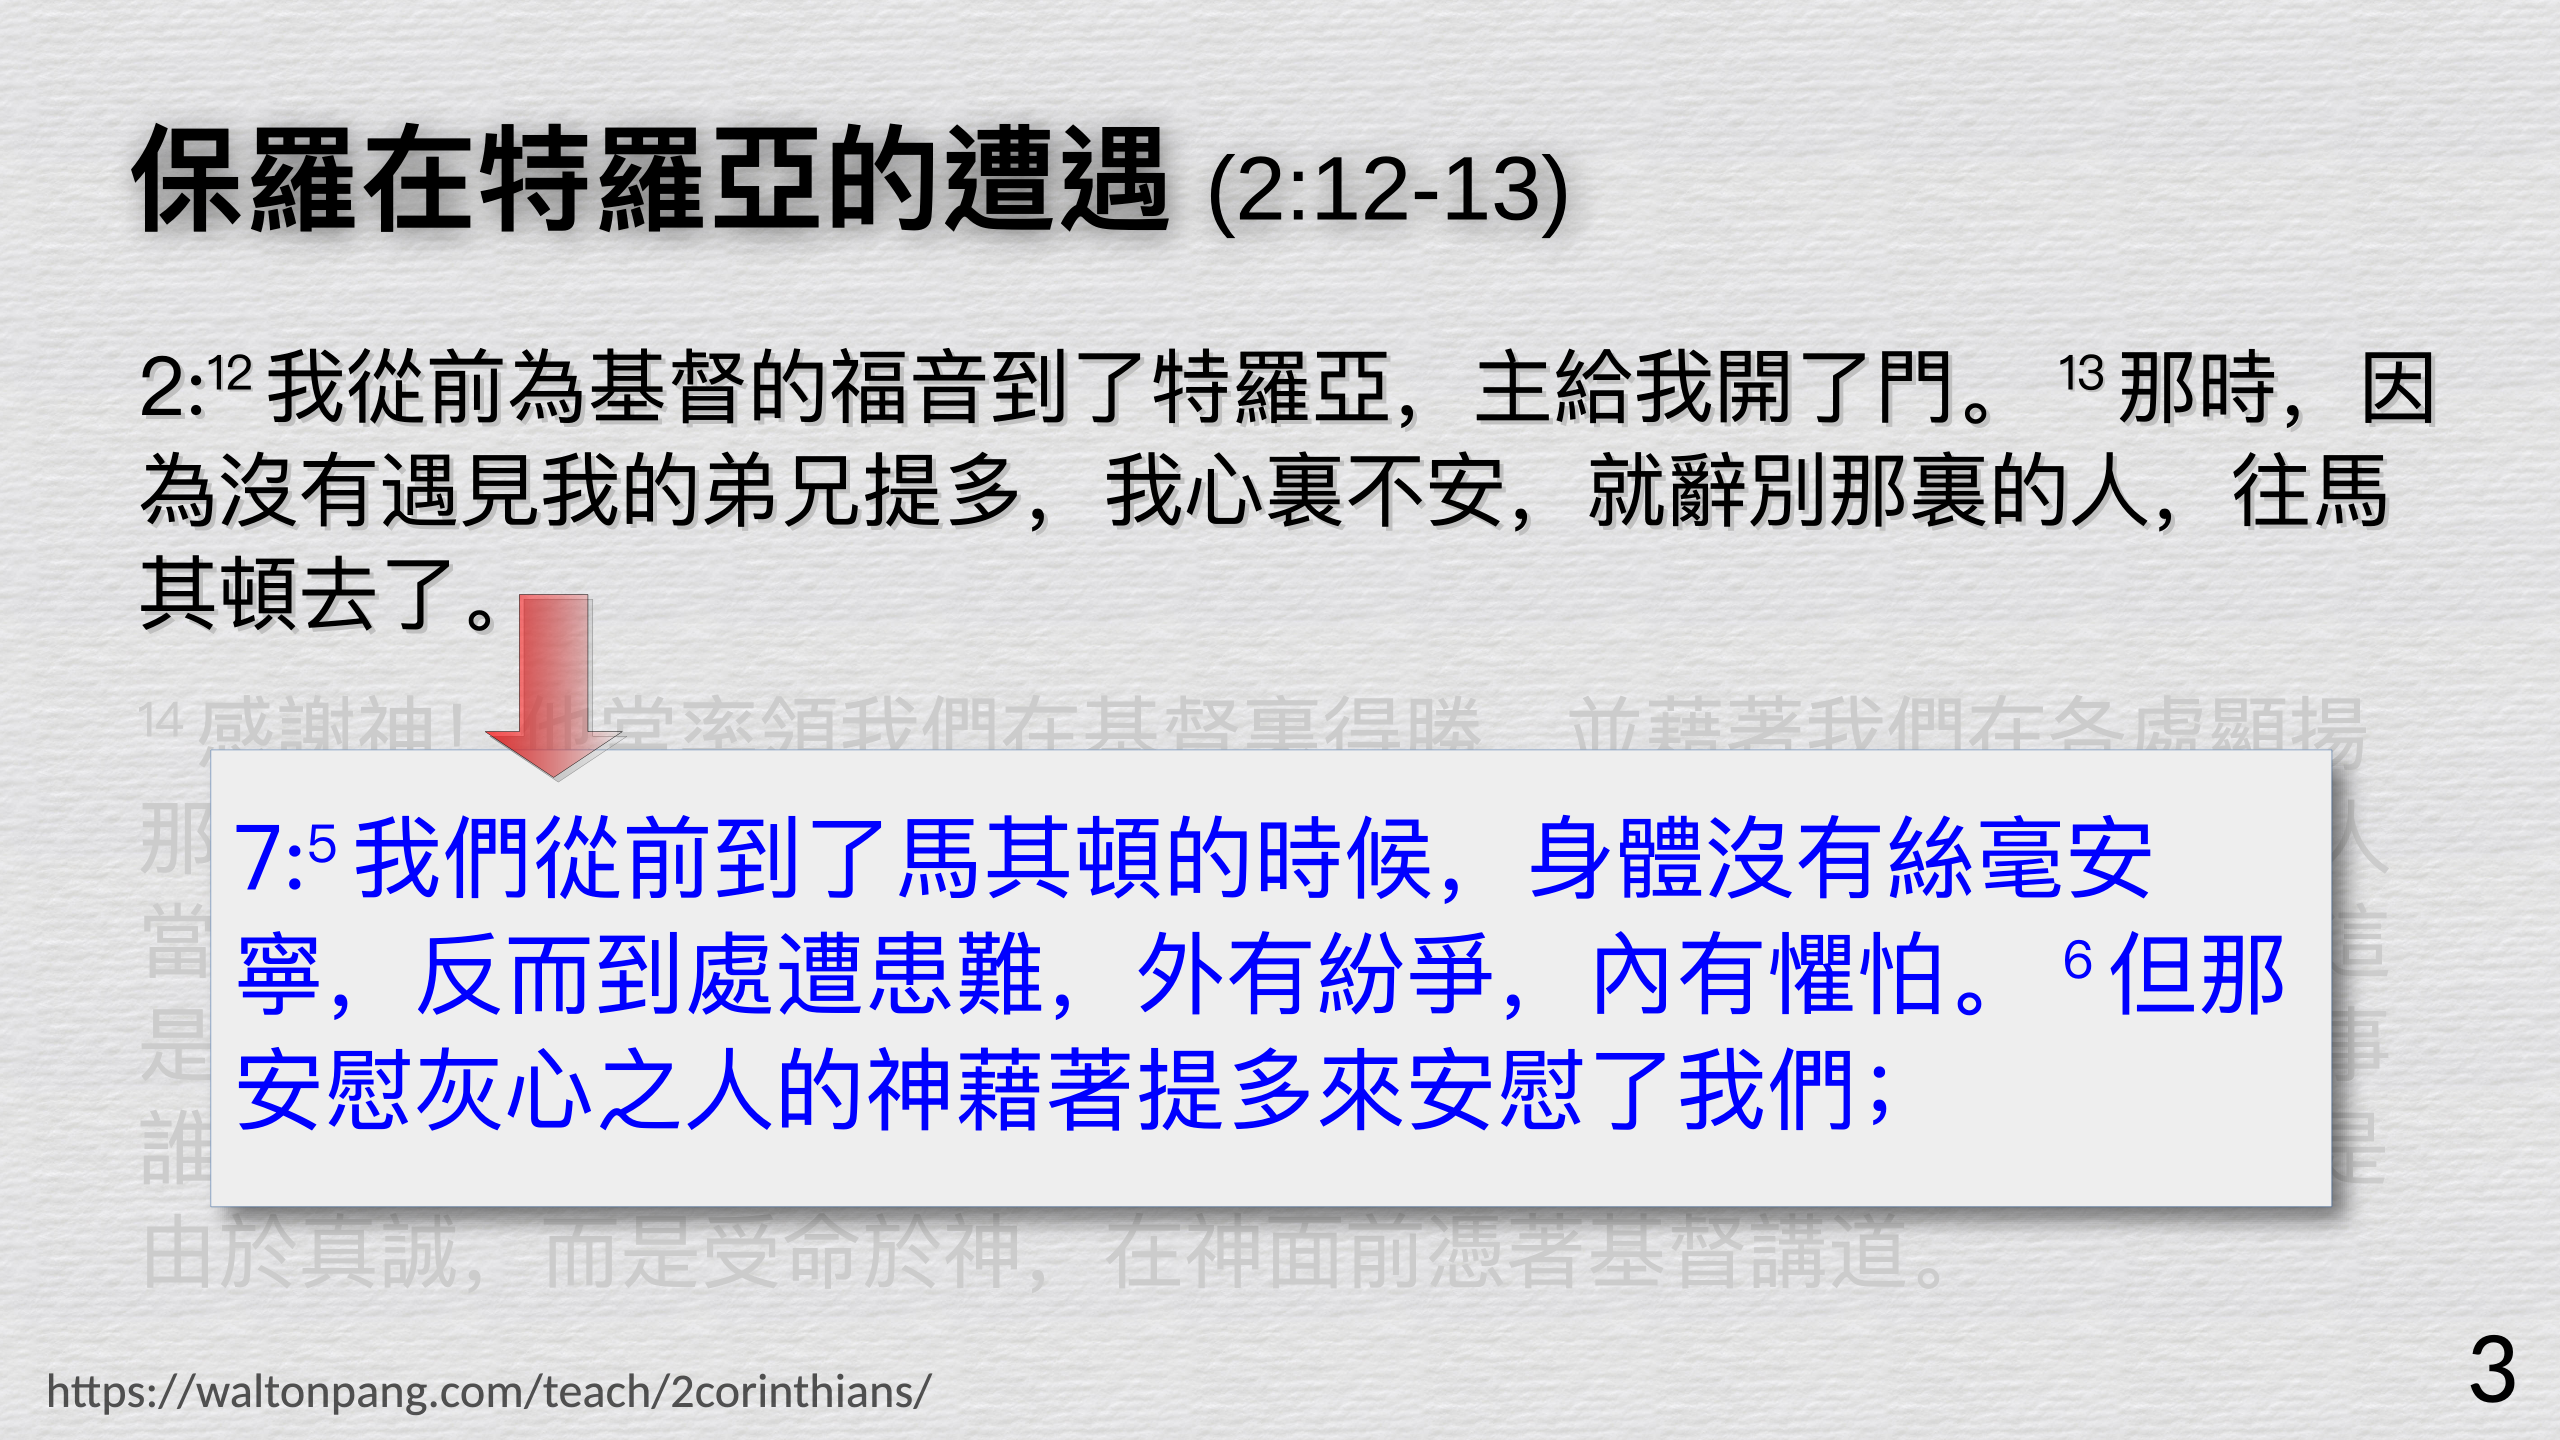 保羅在特羅亞的遭遇 (2:12-13)
2:12 我從前為基督的福音到了特羅亞，主給我開了門。 13 那時，因
為沒有遇見我的弟兄提多，我心裏不安，就辭別那裏的人，往馬
其頓去了。
14 感謝神！他常率領我們在基督裏得勝 並藉著我們在各處顯揚
7:5 我們從前到了馬其頓的時候，身體沒有絲毫安
寧，反而到處遭患難，外有紛爭，內有懼怕。 6 但那
安慰灰心之人的神藉著提多來安慰了我們；
那 人
當 這
是 事
誰 是
由於真誠，而是受命於神，在神面前憑著基督講道。
https://waltonpang.com/teach/2corinthians/
3